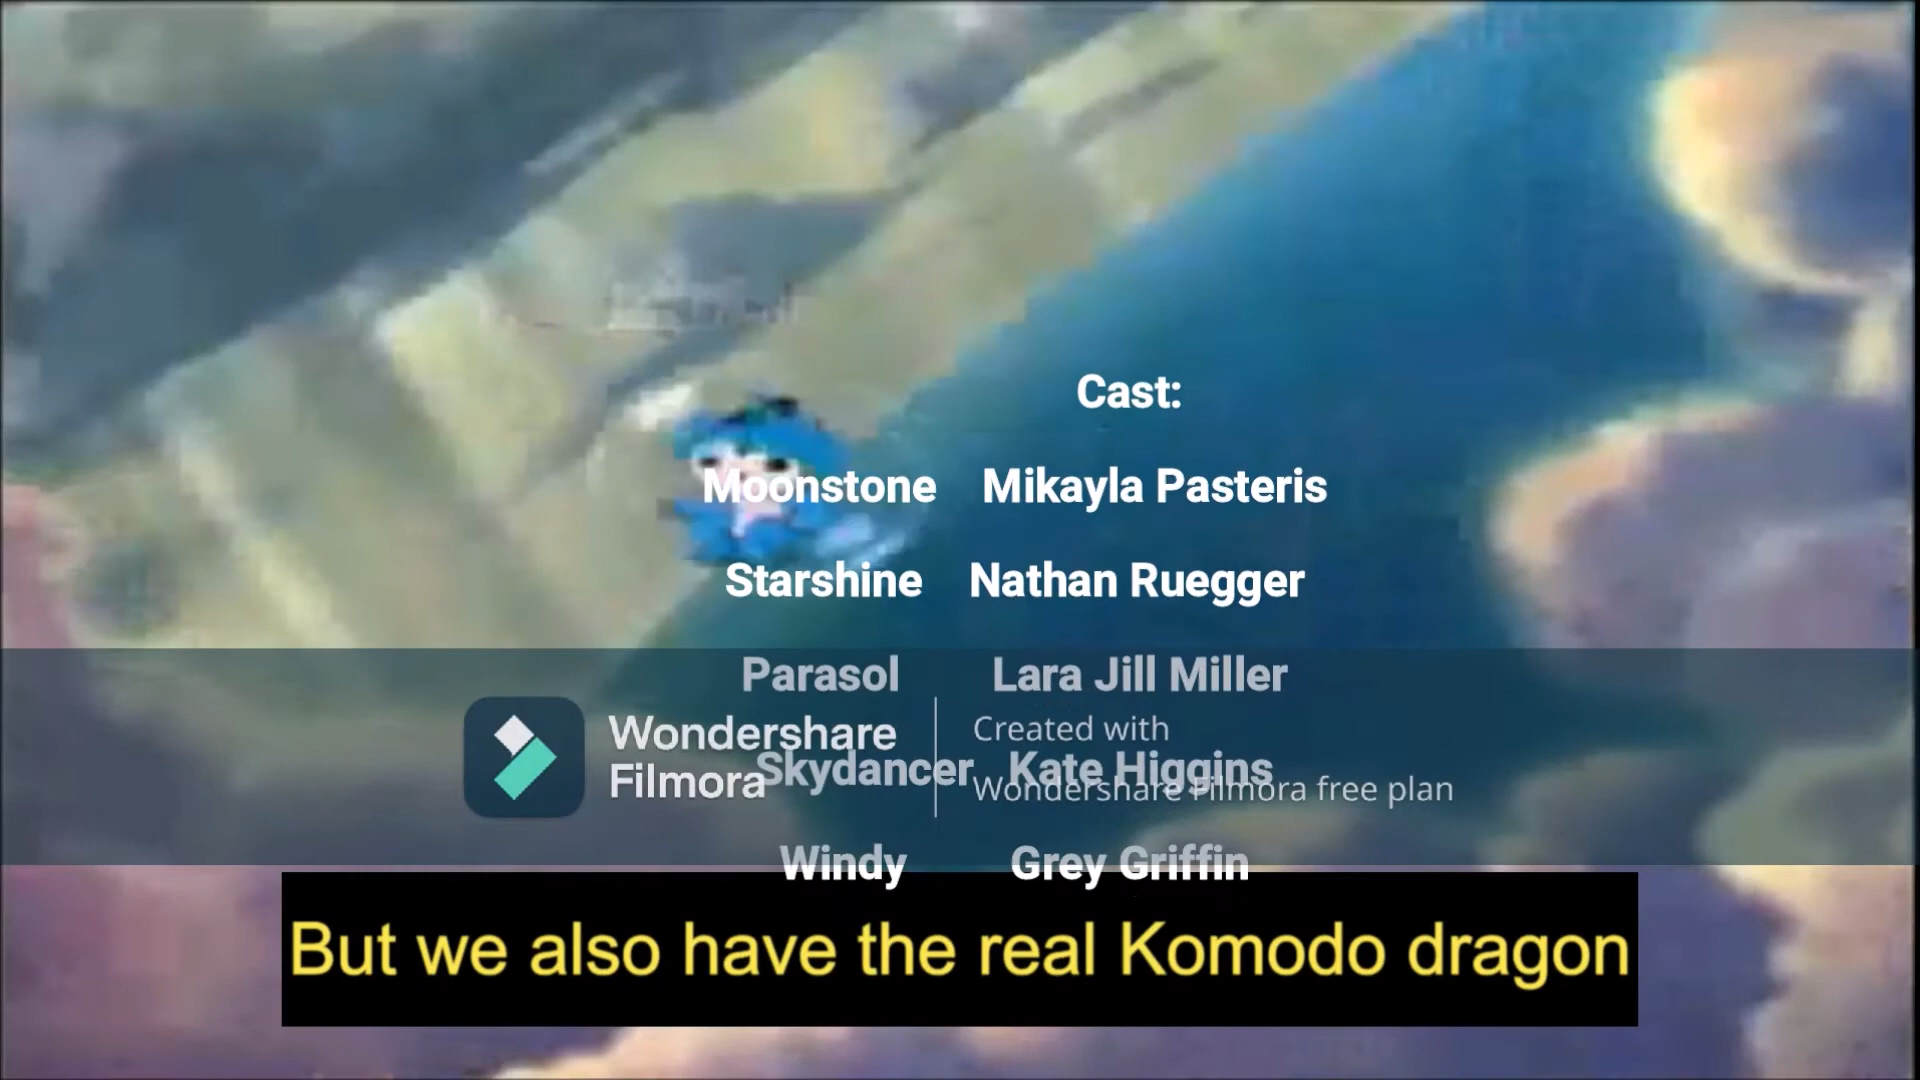 Cast:
Moonstone Mikayla Pasteris
Starshine Nathan Ruegger
Parasol Lara Jill Miller
Wondershare
Filmora
Created with
Wondershare Filmora free plan
Skydancer Kate Higgins
Windy Grey Griffin
But we also have the real Komodo dragon